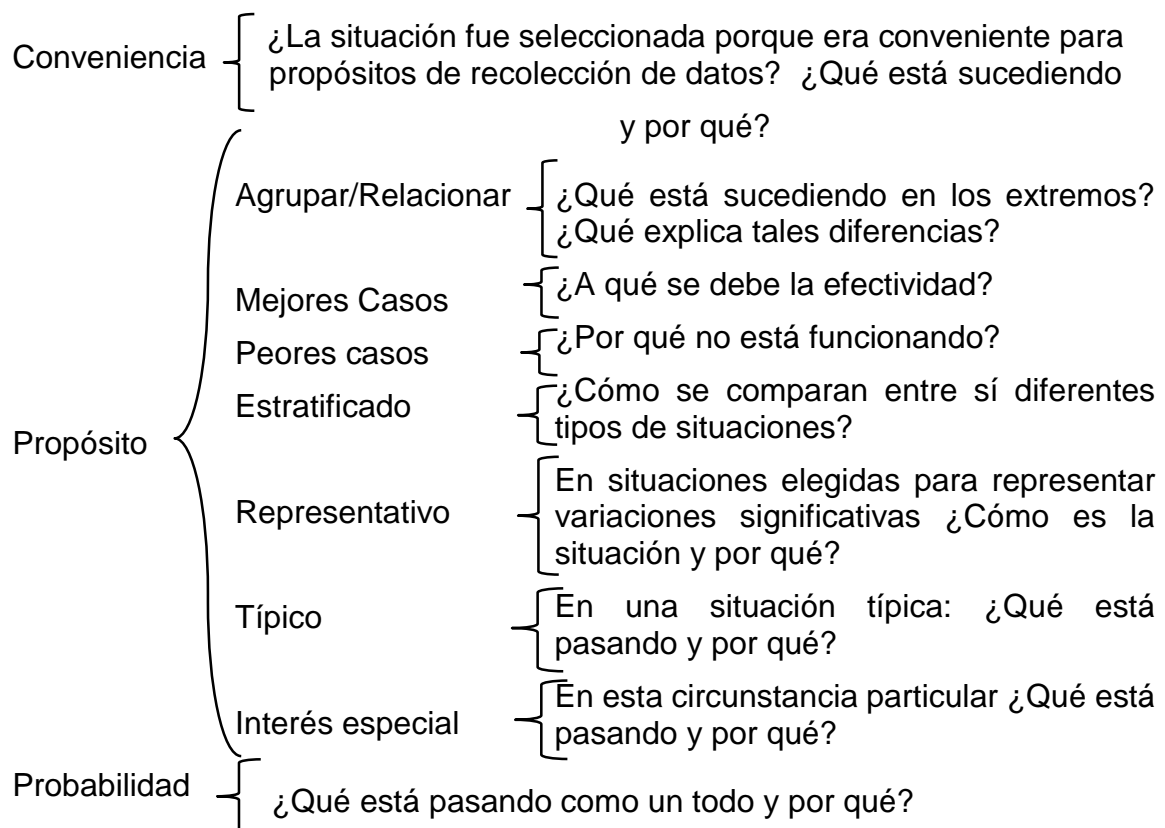 Conveniencia
¿La situación fue seleccionada porque era conveniente para
propósitos de recolección de datos? ¿Qué está sucediendo
y por qué?
Propósito
Agrupar/Relacionar
¿Qué está sucediendo en los extremos?
¿Qué explica tales diferencias?
Mejores Casos
¿A qué se debe la efectividad?
Peores casos
¿Por qué no está funcionando?
Estratificado
¿Cómo se comparan entre sí diferentes
tipos de situaciones?
Representativo
En situaciones elegidas para representar
variaciones significativas ¿Cómo es la
situación y por qué?
Típico
En una situación típica: ¿Qué está
pasando y por qué?
Interés especial
En esta circunstancia particular ¿Qué está
pasando y por qué?
Probabilidad
¿Qué está pasando como un todo y por qué?